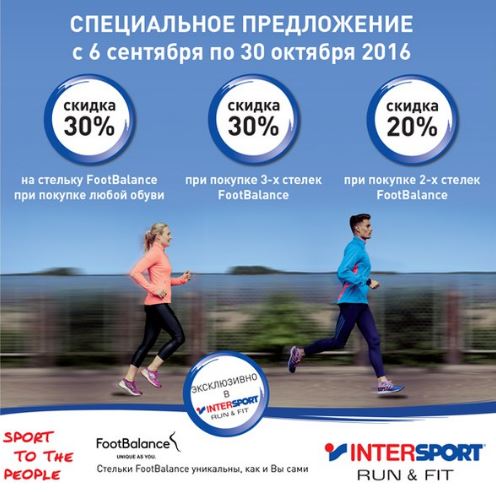 СПЕЦИАЛЬНОЕ ПРЕДЛОЖЕНИЕ
с 6 сентября по 30 октября 2016
скидка
30%
на стельку FootBalance
при покупке любой обуви
скидка
30%
при покупке 3-х стелек
FootBalance
скидка
20%
при покупке 2-х стелек
FootBalance
ЭКСКЛЮЗИВНО
В
INTERSPORT
RUN & FIT
SPORT
TO THE
PEOPLE
FootBalance
UNIQUE AS YOU.
Стельки FootBalance уникальны, как и Вы сами
INTERSPORT
RUN & FIT